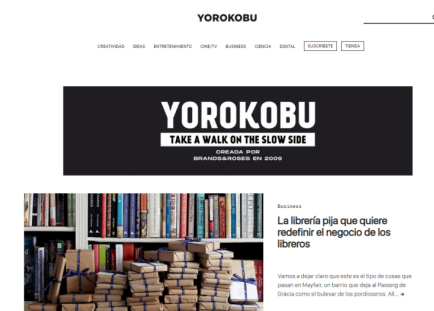 YOROKOBU
CREATIVIDAD IDEAS ENTRETENIMIENTO CINE/TV BUSINESS CIENCIA DIGITAL SUSCRÍBETE TIENDA
YOROKOBU
TAKE A WALK ON THE SLOW SIDE
CREADA POR
BRANDS&ROSES EN 2009
Business
La librería pija que quiere
redefinir el negocio de los
libreros
Vamos a dejar claro que este es el tipo de cosas que
pasan en Mayfair, un barrio que deja al Passeig de
Gràcia como el bulevar de los pordioseros. Allí... →